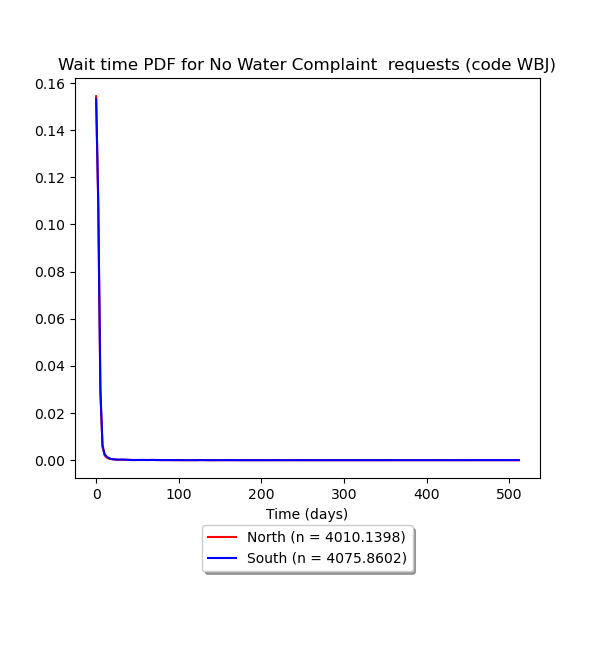 Wait time PDF for No Water Complaint  requests (code WBJ)
0.16
0.14
0.12
0.10
0.08
0.06
0.04
0.02
0.00
0 100 200 300 400 500
Time (days)
North (n = 4010.1398)
South (n = 4075.8602)